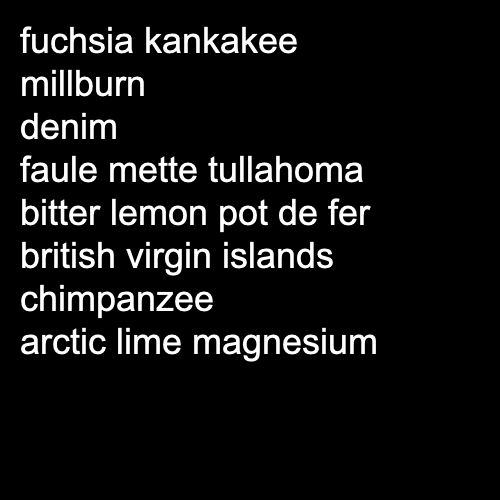 fuchsia kankakee
millburn
denim
faule mette tullahoma
bitter lemon pot de fer
british virgin islands
chimpanzee
arctic lime magnesium